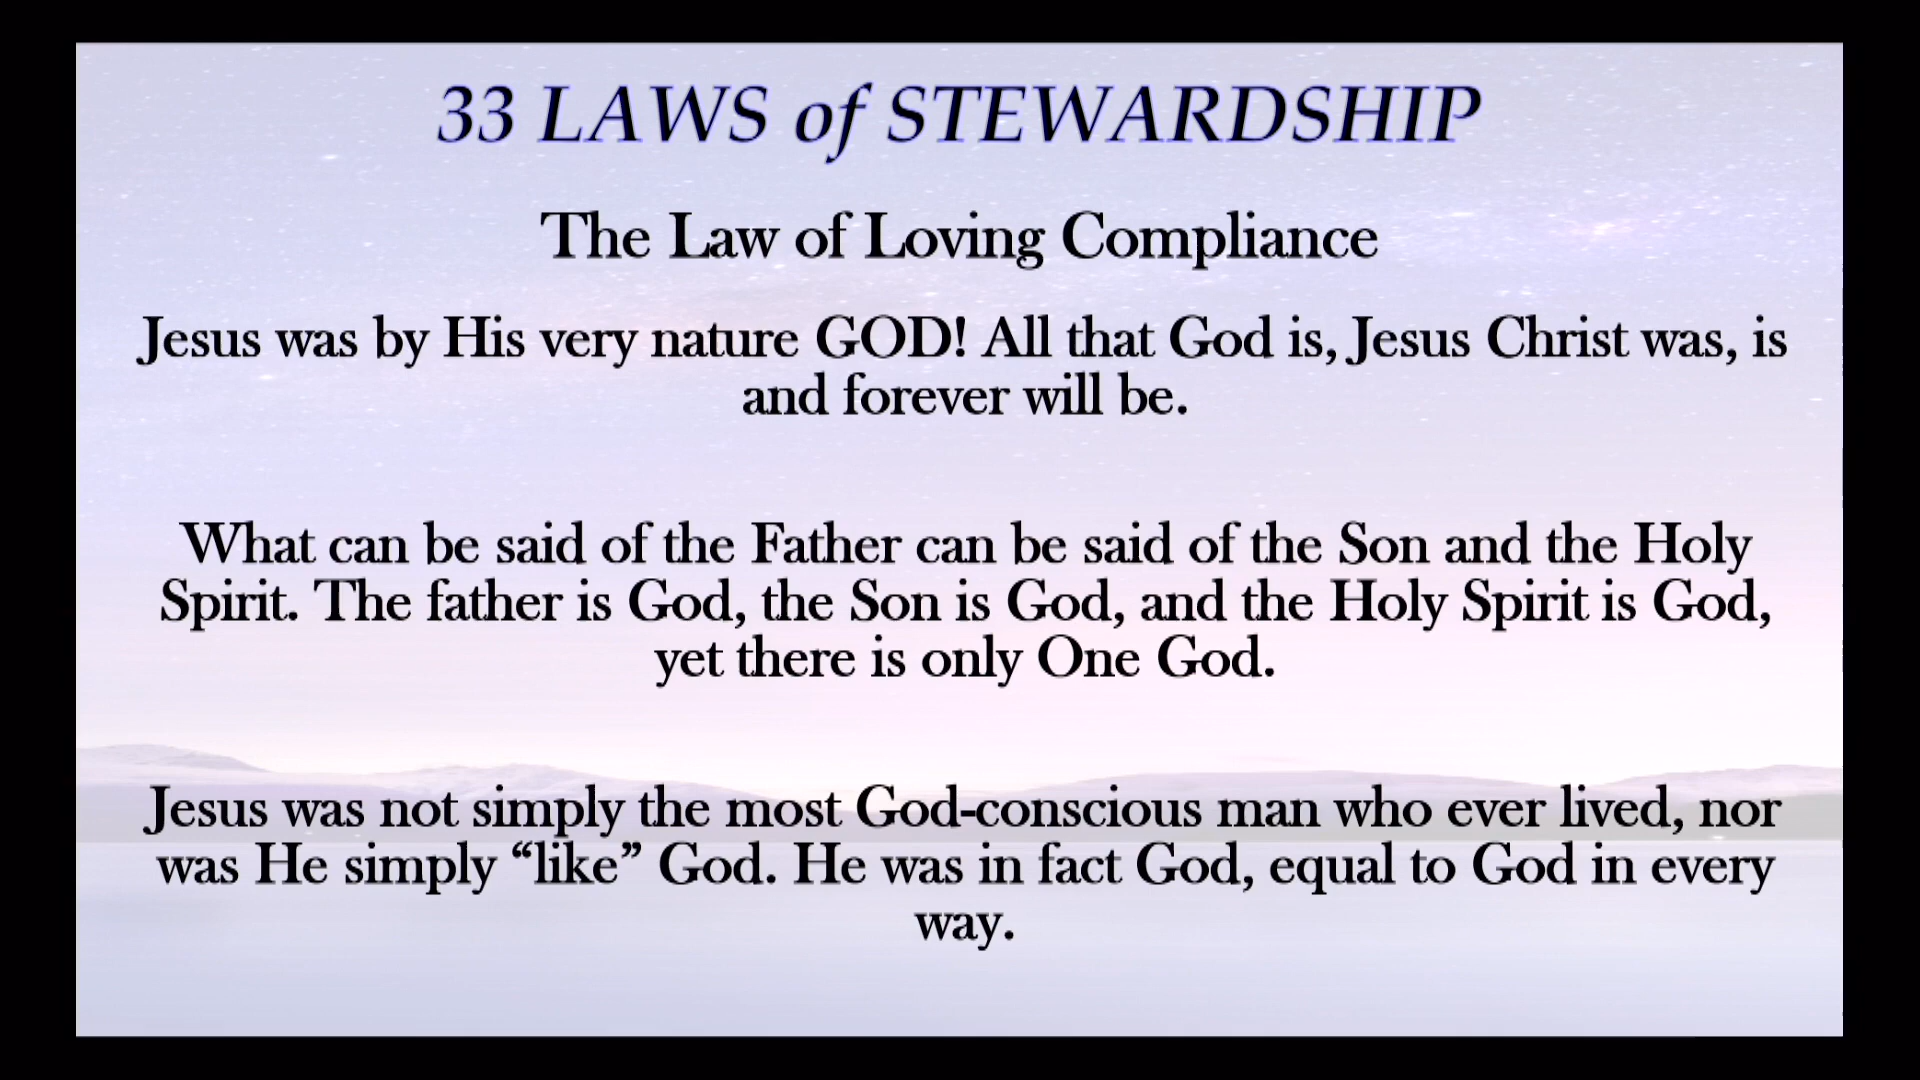 33 LAWS of STEWARDSHIP
The Law of Loving Compliance
Jesus was by His very nature GOD! All that God is, Jesus Christ was, is
and forever will be.
What can be said of the Father can be said of the Son and the Holy
Spirit. The father is God, the Son is God, and the Holy Spirit is God,
yet there is only One God.
Jesus was not simply the most God-conscious man who ever lived, nor
was He simply “like” God. He was in fact God, equal to God in every
way.